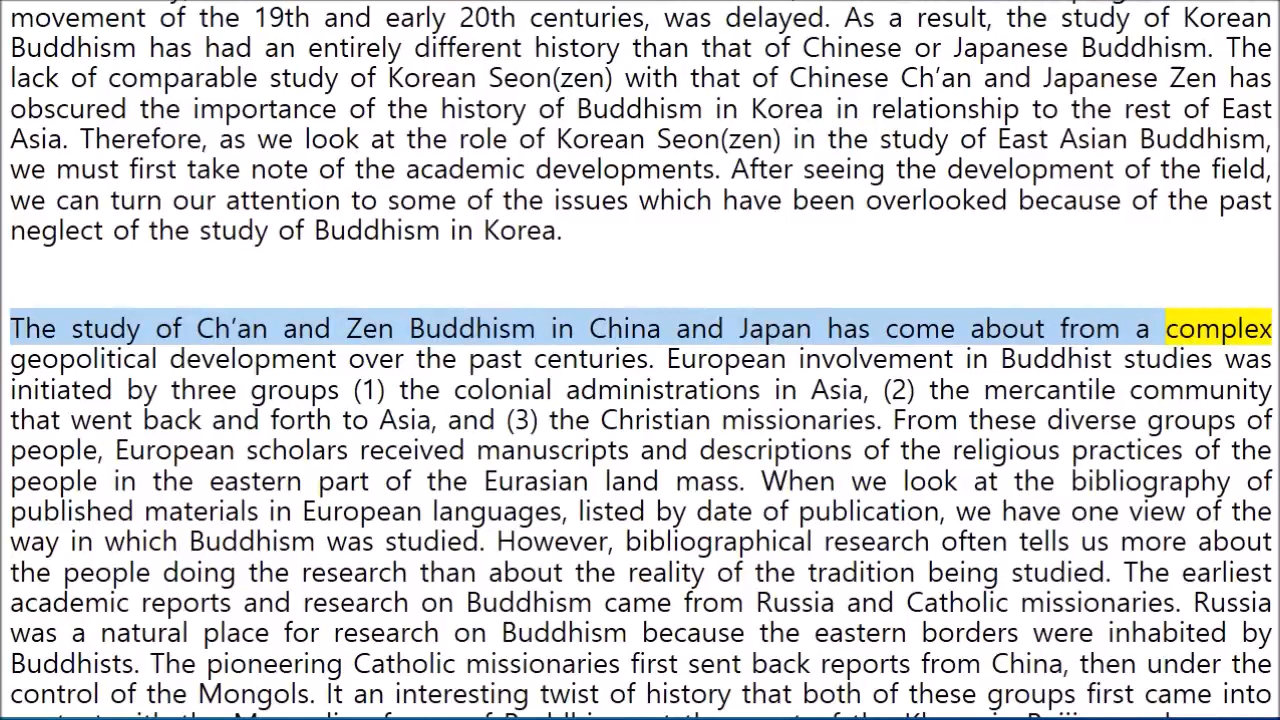 movement of the 19th and early 20th centuries, was delayed. As a result, the study of Korean
Buddhism has had an entirely different history than that of Chinese or Japanese Buddhism. The
lack of comparable study of Korean Seon(zen) with that of Chinese Ch’an and Japanese Zen has
obscured the importance of the history of Buddhism in Korea in relationship to the rest of East
Asia. Therefore, as we look at the role of Korean Seon(zen) in the study of East Asian Buddhism,
we must first take note of the academic developments. After seeing the development of the field,
we can turn our attention to some of the issues which have been overlooked because of the past
neglect of the study of Buddhism in Korea.
The study of Ch’an and Zen Buddhism in China and Japan has come about from a complex
geopolitical development over the past centuries. European involvement in Buddhist studies was
initiated by three groups (1) the colonial administrations in Asia, (2) the mercantile community
that went back and forth to Asia, and (3) the Christian missionaries. From these diverse groups of
people, European scholars received manuscripts and descriptions of the religious practices of the
people in the eastern part of the Eurasian land mass. When we look at the bibliography of
published materials in European languages, listed by date of publication, we have one view of the
way in which Buddhism was studied. However, bibliographical research often tells us more about
the people doing the research than about the reality of the tradition being studied. The earliest
academic reports and research on Buddhism came from Russia and Catholic missionaries. Russia
was a natural place for research on Buddhism because the eastern borders were inhabited by
Buddhists. The pioneering Catholic missionaries first sent back reports from China, then under the
control of the Mongols. It an interesting twist of history that both of these groups first came into